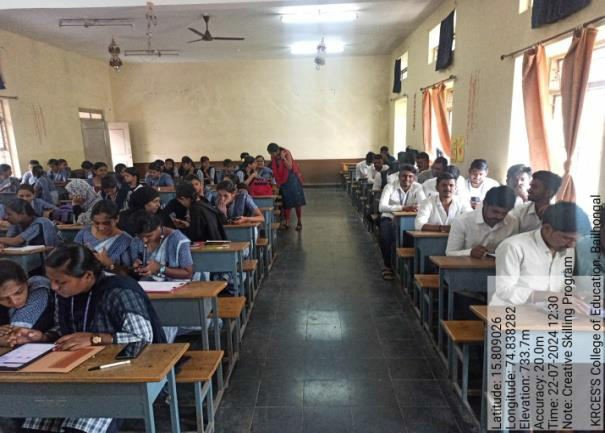 Latitude: 15.809026
Longitude: 74.838282
Elevation: 733.7m
Accuracy: 20.0m
Time: 22-07-2024 12:30
Note: Creative Skilling Program
KRCES'S College of Education, Bailhongal